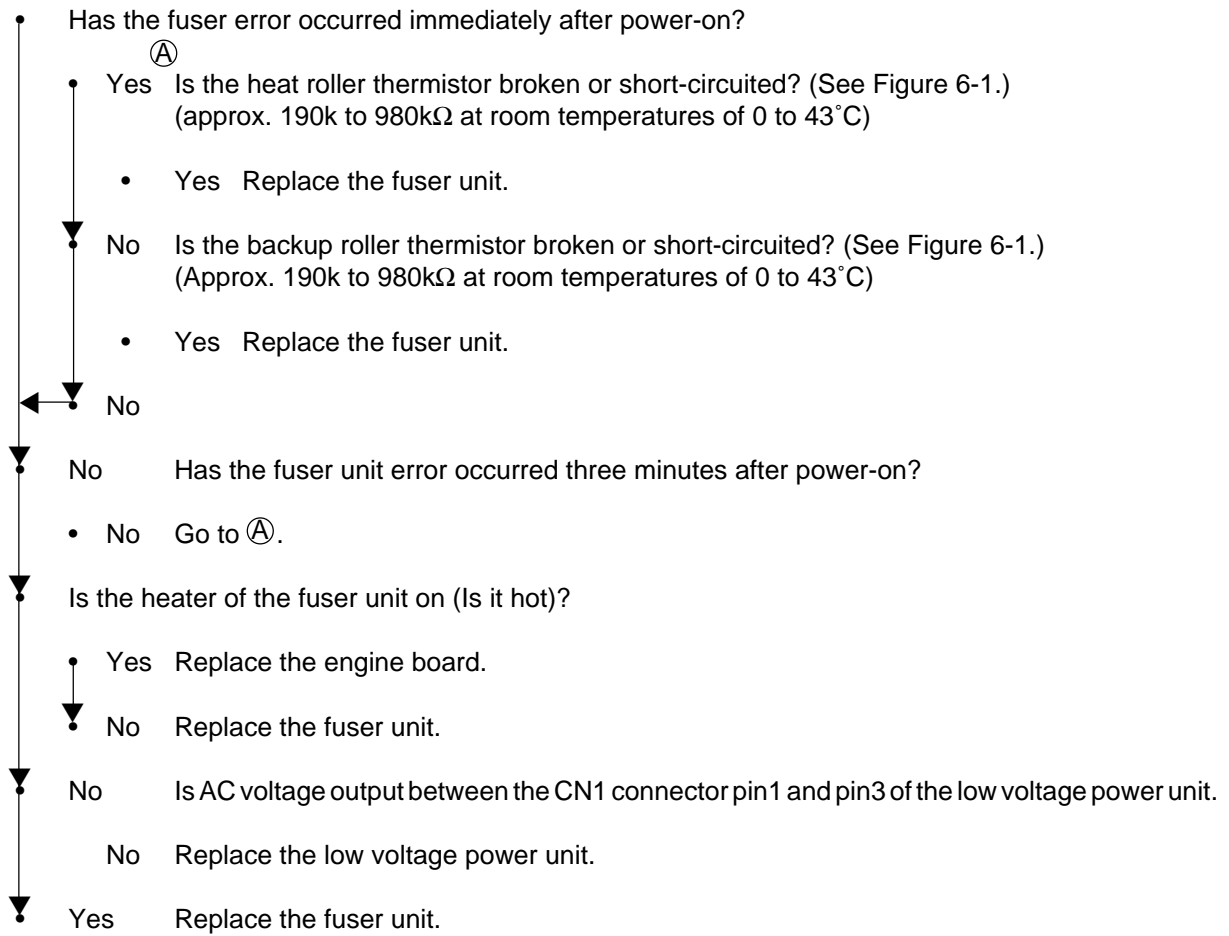 • Has the fuser error occurred immediately after power-on?
Ⓐ
• Yes Is the heat roller thermistor broken or short-circuited? (See Figure 6-1.)
(approx. 190k to 980kΩ at room temperatures of 0 to 43˚C)
• Yes Replace the fuser unit.
• No Is the backup roller thermistor broken or short-circuited? (See Figure 6-1.)
(Approx. 190k to 980kΩ at room temperatures of 0 to 43˚C)
• Yes Replace the fuser unit.
• No
• No Has the fuser unit error occurred three minutes after power-on?
• No Go to Ⓐ.
• Is the heater of the fuser unit on (Is it hot)?
• Yes Replace the engine board.
• No Replace the fuser unit.
• No Is AC voltage output between the CN1 connector pin1 and pin3 of the low voltage power unit.
No Replace the low voltage power unit.
• Yes Replace the fuser unit.